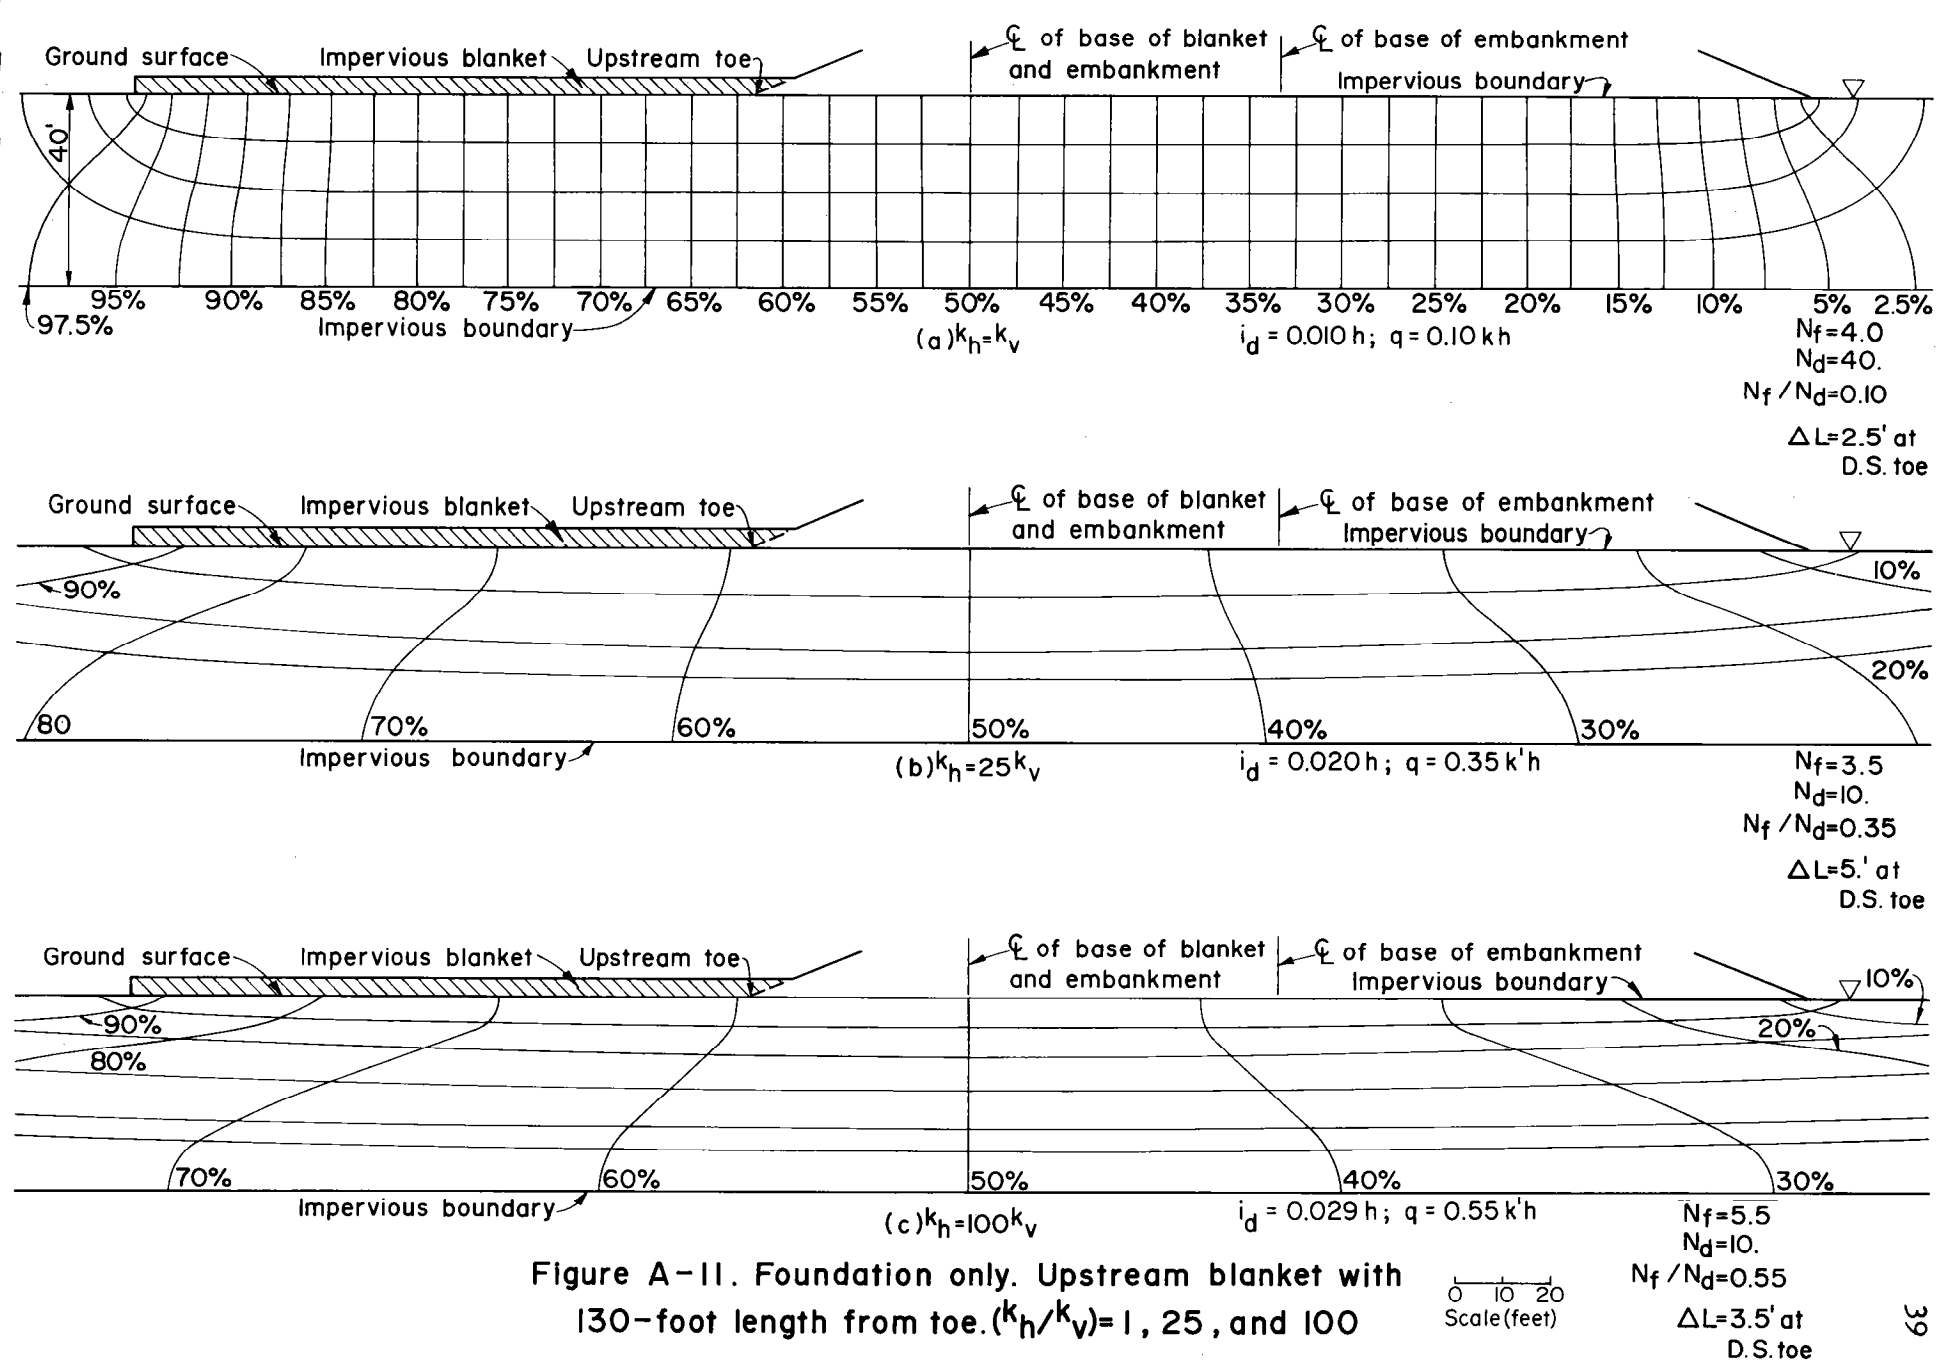 Ground surface
Impervious blanket
Upstream toe
℄ of base of blanket
and embankment
℄ of base of embankment
Impervious boundary
40'
97.5%
95% 90% 85% 80% 75% 70% 65% 60% 55% 50% 45% 40% 35% 30% 25% 20% 15% 10% 5% 2.5%
Impervious boundary
(a) kh=kv
id = 0.010 h; q = 0.10 kh
Nf=4.0
Nd=40.
Nf/Nd=0.10
ΔL=2.5' at
D.S. toe
Ground surface
Impervious blanket
Upstream toe
℄ of base of blanket
and embankment
℄ of base of embankment
Impervious boundary
90%
10%
20%
80 70% 60% 50% 40% 30%
Impervious boundary
(b) kh=25kv
id = 0.020 h; q = 0.35 k'h
Nf=3.5
Nd=10.
Nf/Nd=0.35
ΔL=5.' at
D.S. toe
Ground surface
Impervious blanket
Upstream toe
℄ of base of blanket
and embankment
℄ of base of embankment
Impervious boundary
10%
90%
20%
80%
70% 60% 50% 40% 30%
Impervious boundary
(c) kh=100kv
id = 0.029 h; q = 0.55 k'h
Nf=5.5
Nd=10.
Nf/Nd=0.55
ΔL=3.5' at
D.S. toe
Figure A-11. Foundation only. Upstream blanket with
130-foot length from toe. (kh/kv)= 1, 25, and 100
0 10 20
Scale (feet)
39